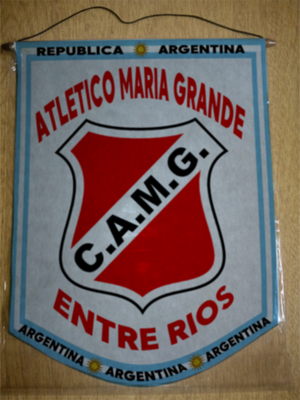 REPUBLICA ARGENTINA
ATLETICO MARIA GRANDE
C.A.M.G.
ENTRE RIOS
ARGENTINA ARGENTINA ARGENTINA